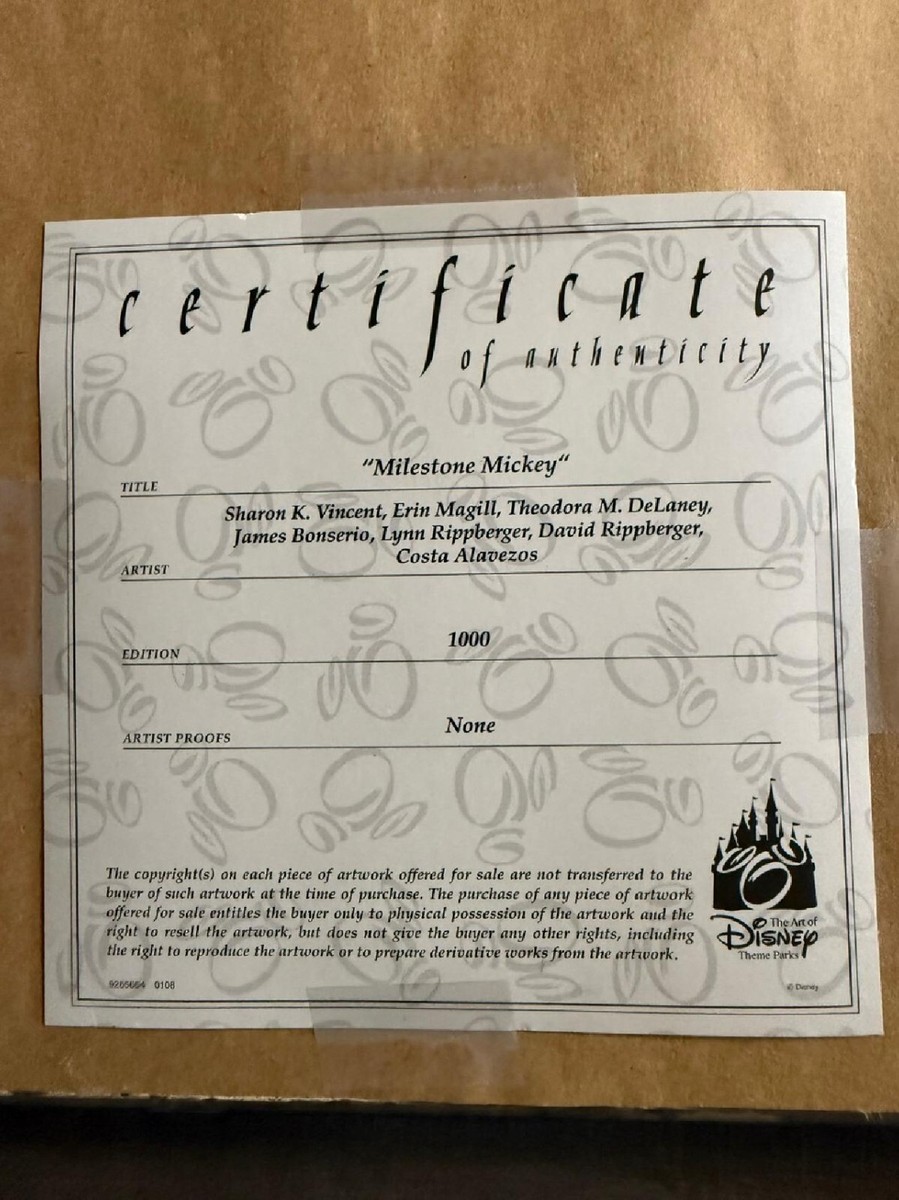 certificate
of authenticity
TITLE "Milestone Mickey"
Sharon K. Vincent, Erin Magill, Theodora M. DeLaney,
James Bonserio, Lynn Rippberger, David Rippberger,
ARTIST Costa Alavezos
EDITION 1000
ARTIST PROOFS None
The copyright(s) on each piece of artwork offered for sale are not transferred to the
buyer of such artwork at the time of purchase. The purchase of any piece of artwork
offered for sale entitles the buyer only to physical possession of the artwork and the
right to resell the artwork, but does not give the buyer any other rights, including
the right to reproduce the artwork or to prepare derivative works from the artwork.
The Art of
Disney
Theme Parks
0108
© Disney